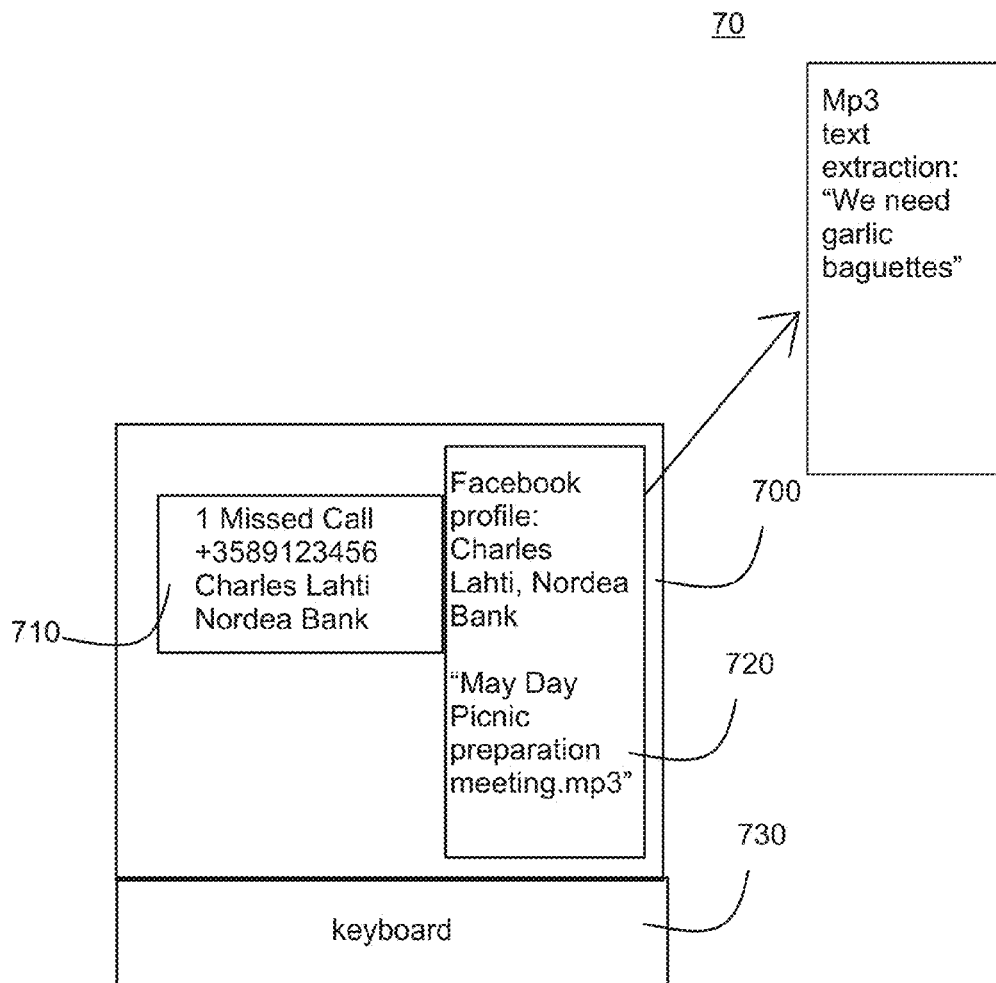 70
Mp3
text
extraction:
“We need
garlic
baguettes”
700
Facebook
profile:
Charles
Lahti, Nordea
Bank
1 Missed Call
+3589123456
Charles Lahti
Nordea Bank
710
720
“May Day
Picnic
preparation
meeting.mp3”
730
keyboard